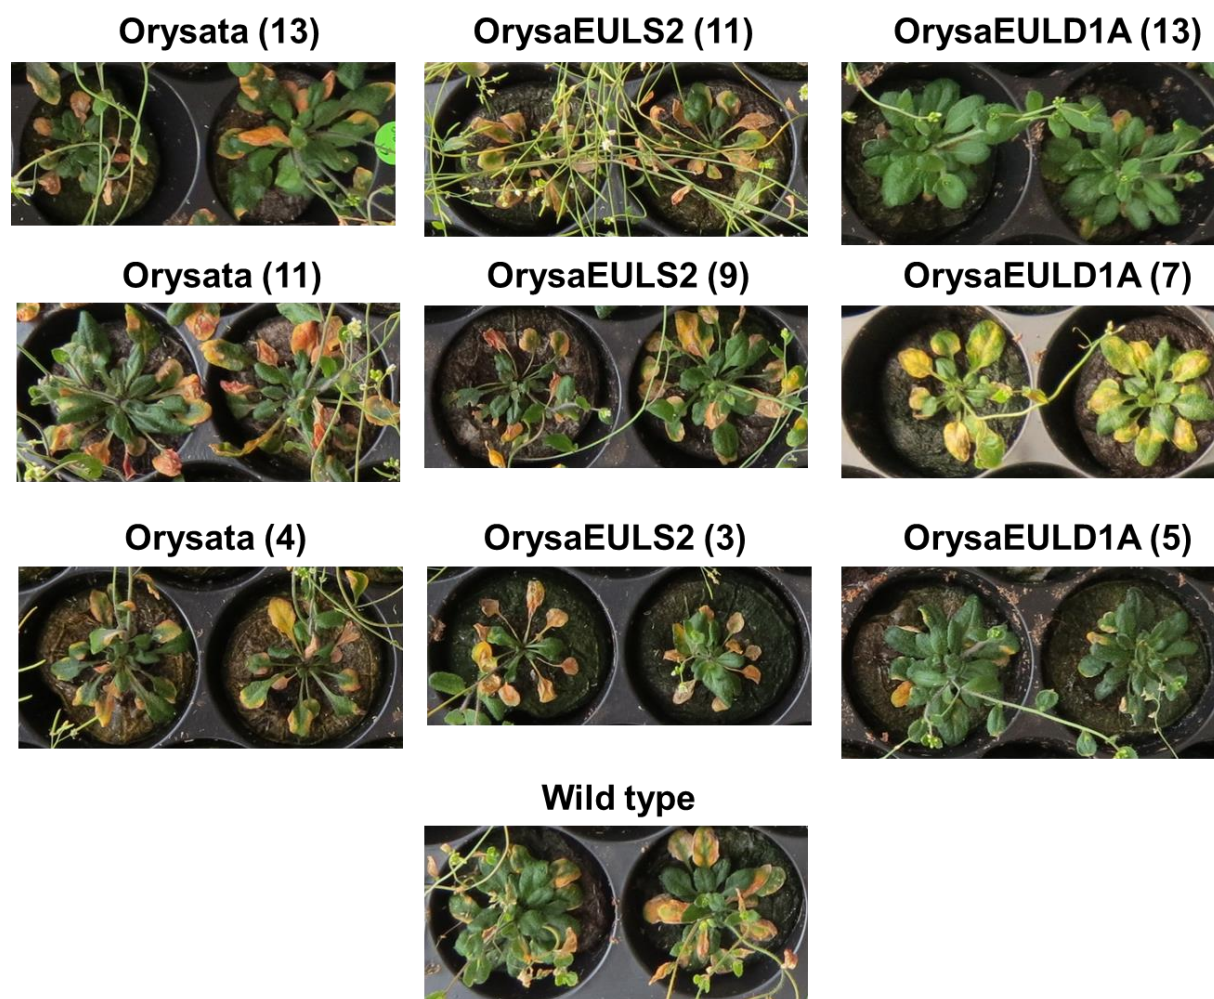 Orysata (13)
OrysaEULS2 (11)
OrysaEULD1A (13)
Orysata (11)
OrysaEULS2 (9)
OrysaEULD1A (7)
Orysata (4)
OrysaEULS2 (3)
OrysaEULD1A (5)
Wild type